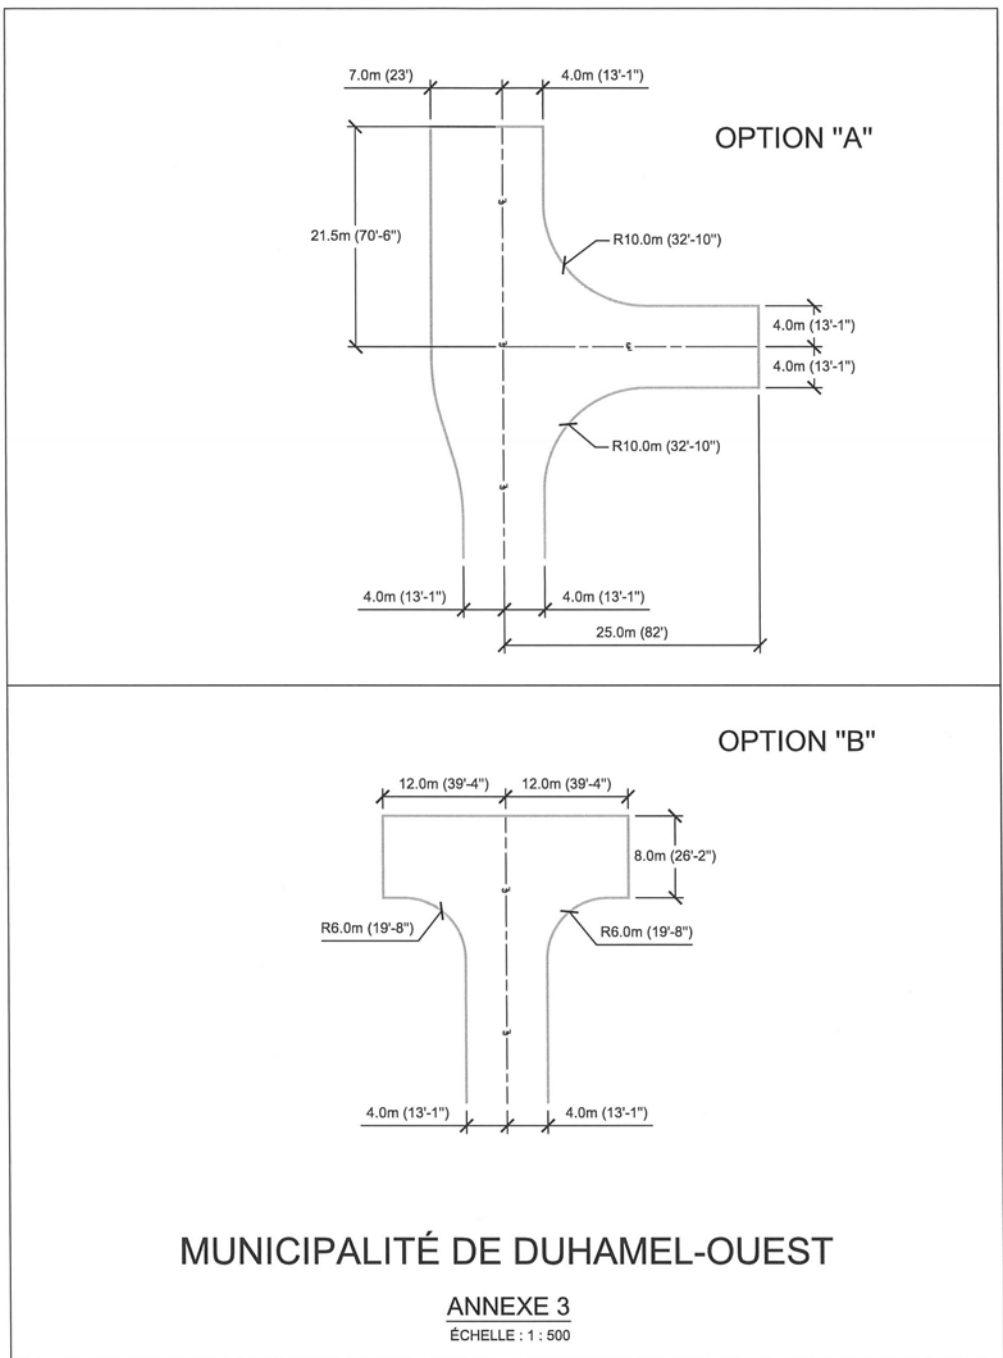 7.0m (23')
4.0m (13'-1")
OPTION "A"
21.5m (70'-6")
R10.0m (32'-10")
4.0m (13'-1")
4.0m (13'-1")
R10.0m (32'-10")
4.0m (13'-1")
4.0m (13'-1")
25.0m (82')
OPTION "B"
12.0m (39'-4")
12.0m (39'-4")
8.0m (26'-2")
R6.0m (19'-8")
R6.0m (19'-8")
4.0m (13'-1")
4.0m (13'-1")
MUNICIPALITÉ DE DUHAMEL-OUEST
ANNEXE 3
ÉCHELLE : 1 : 500